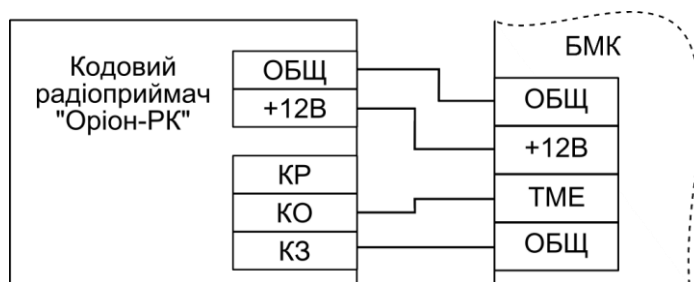 Кодовий
радіоприймач
"Оріон-РК"
ОБЩ
+12В
КР
КО
КЗ
БМК
ОБЩ
+12В
ТМЕ
ОБЩ